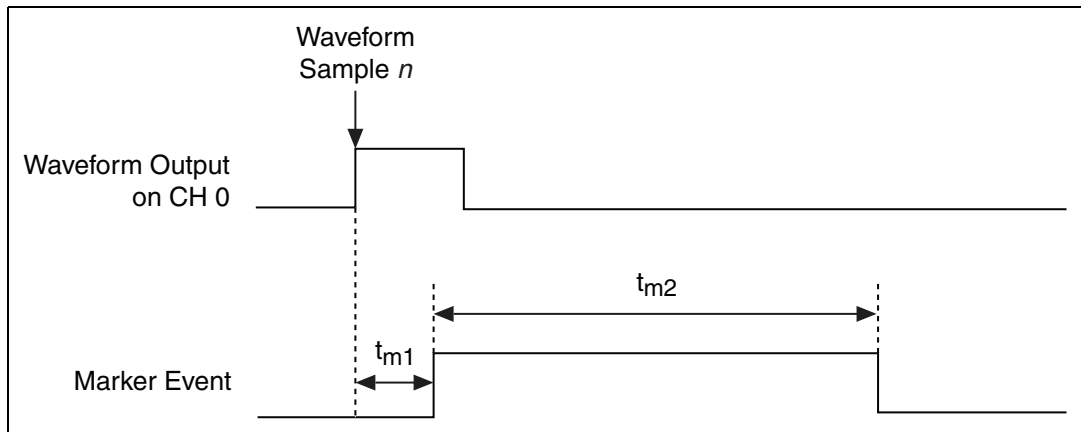 Waveform
Sample n
Waveform Output
on CH 0
tm2
tm1
Marker Event